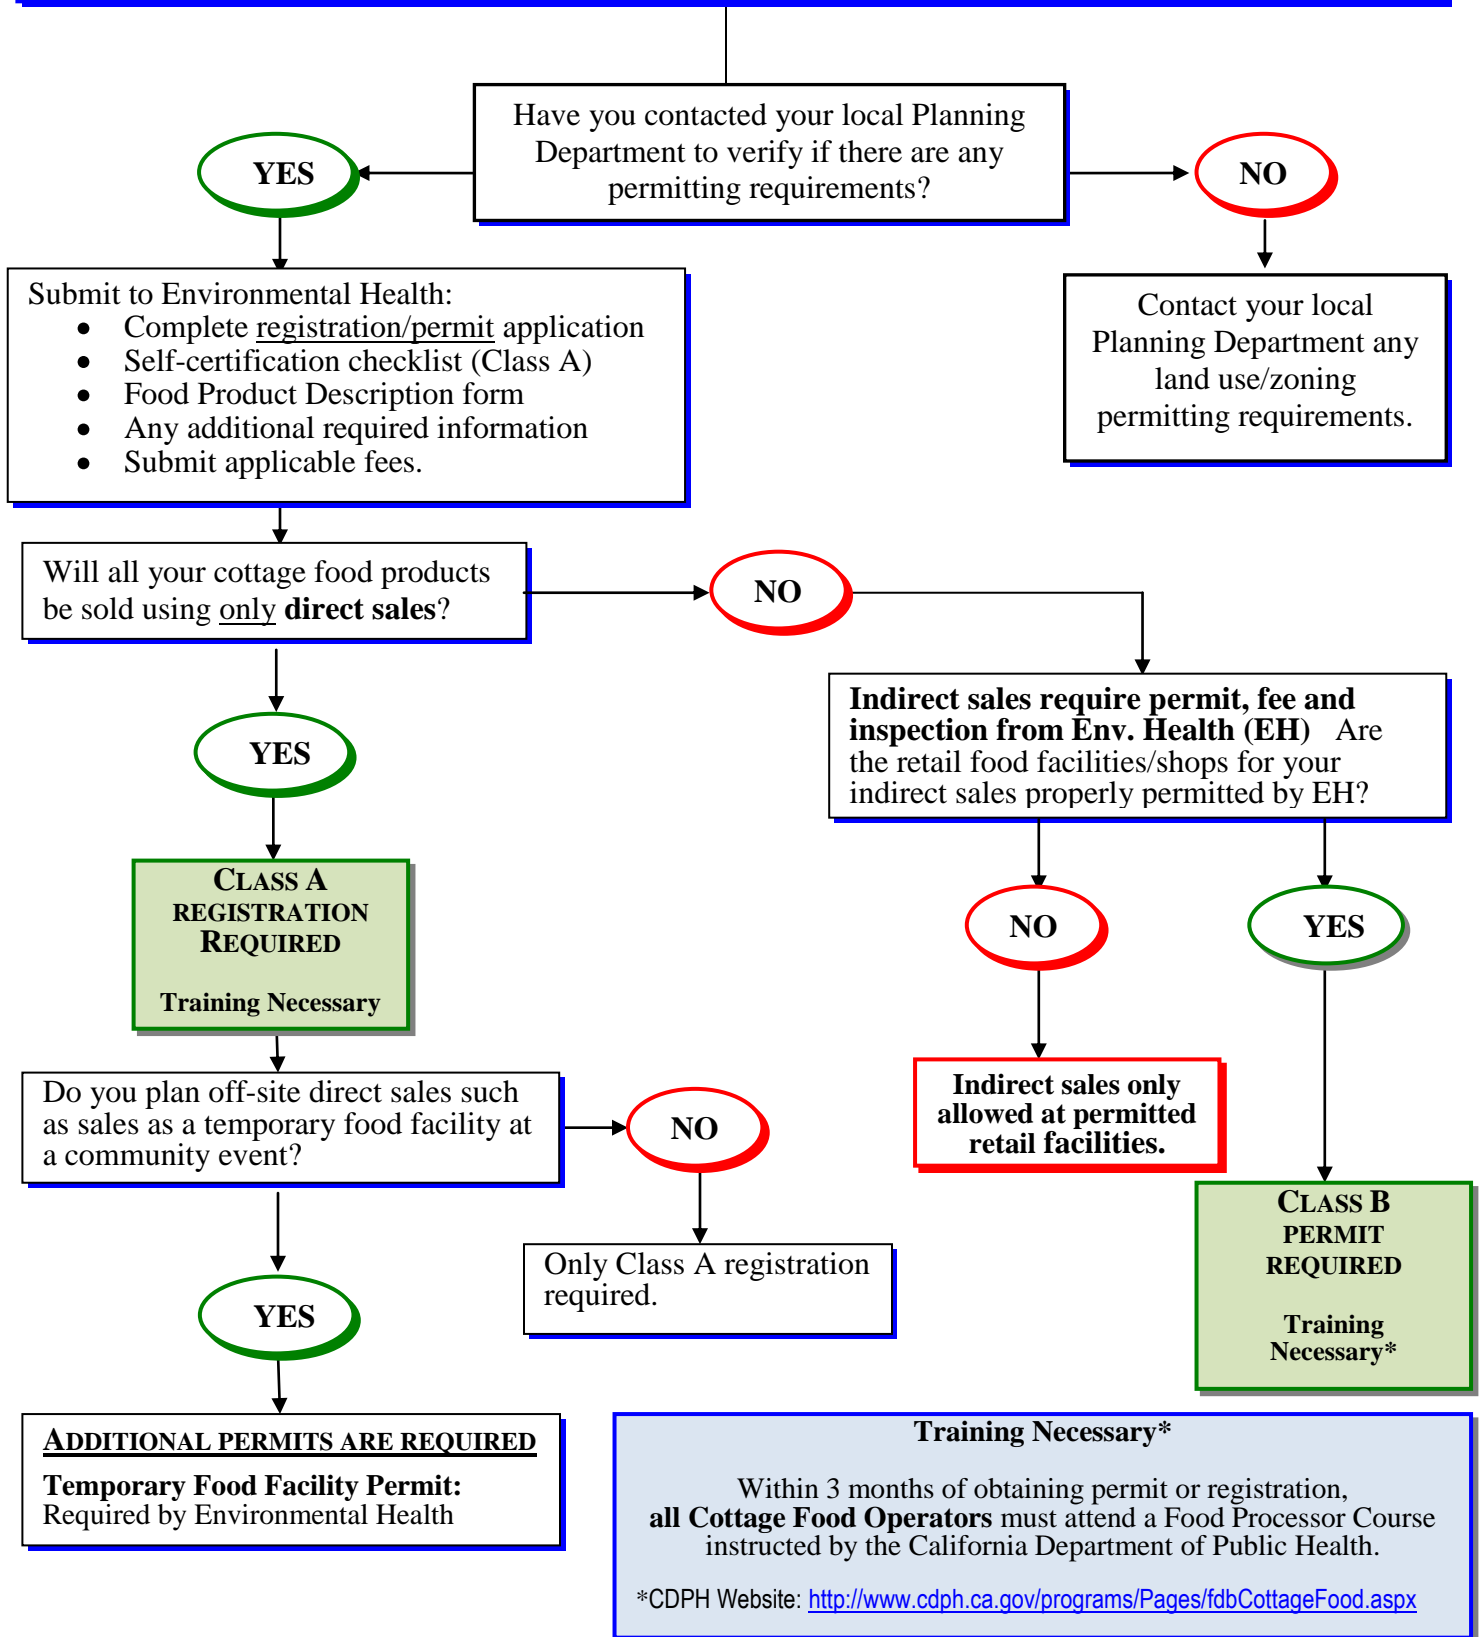 Have you contacted your local Planning
Department to verify if there are any
permitting requirements?
YES
NO
Submit to Environmental Health:
• Complete registration/permit application
• Self-certification checklist (Class A)
• Food Product Description form
• Any additional required information
• Submit applicable fees.
Contact your local
Planning Department any
land use/zoning
permitting requirements.
Will all your cottage food products
be sold using only direct sales?
NO
YES
Indirect sales require permit, fee and
inspection from Env. Health (EH) Are
the retail food facilities/shops for your
indirect sales properly permitted by EH?
CLASS A
REGISTRATION
REQUIRED
Training Necessary
NO
YES
Indirect sales only
allowed at permitted
retail facilities.
Do you plan off-site direct sales such
as sales as a temporary food facility at
a community event?
NO
CLASS B
PERMIT
REQUIRED
Training
Necessary*
Only Class A registration
required.
YES
ADDITIONAL PERMITS ARE REQUIRED
Temporary Food Facility Permit:
Required by Environmental Health
Training Necessary*
Within 3 months of obtaining permit or registration,
all Cottage Food Operators must attend a Food Processor Course
instructed by the California Department of Public Health.
*CDPH Website: http://www.cdph.ca.gov/programs/Pages/fdbCottageFood.aspx